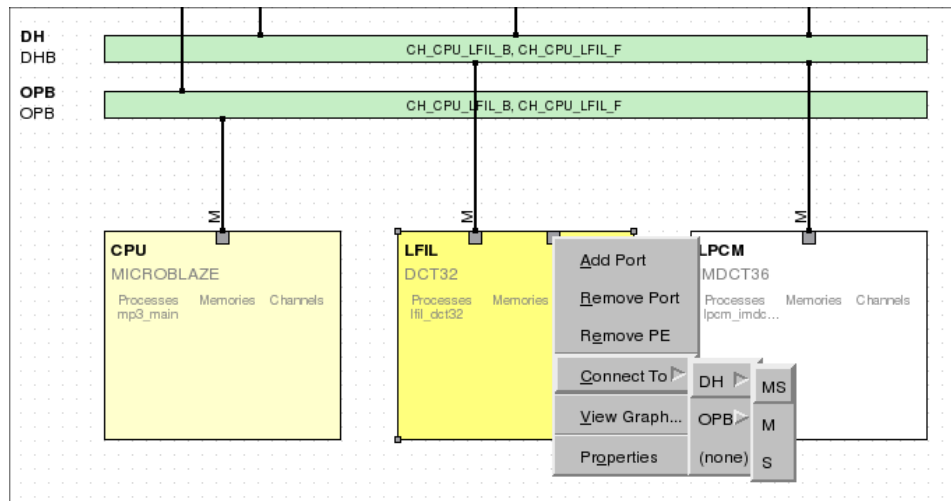 DH
DHB
CH_CPU_LFIL_B, CH_CPU_LFIL_F
OPB
OPB
CH_CPU_LFIL_B, CH_CPU_LFIL_F
M
M
M
CPU
MICROBLAZE
Processes Memories Channels
mp3_main
LFIL
DCT32
Processes Memories
lfil_dct32
LPCM
IMDCT36
Processes Memories Channels
lpcm_imdc...
Add Port
Remove Port
Remove PE
Connect To
View Graph...
Properties
DH
OPB
(none)
MS
M
S